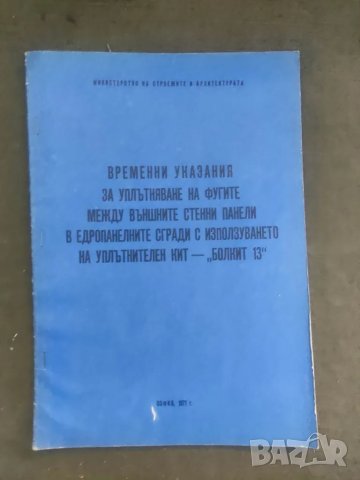 МИНИСТЕРСТВО НА СТРОЕЖИТЕ И АРХИТЕКТУРАТА
ВРЕМЕННИ УКАЗАНИЯ
ЗА УПЛЪТНЯВАНЕ НА ФУГИТЕ
МЕЖДУ ВЪНШНИТЕ СТЕННИ ПАНЕЛИ
В ЕДРОПАНЕЛНИТЕ СГРАДИ С ИЗПОЛЗУВАНЕТО
НА УПЛЪТНИТЕЛЕН КИТ — „БОЛКИТ 13"
СОФИЯ, 1971 г.
BAZAR